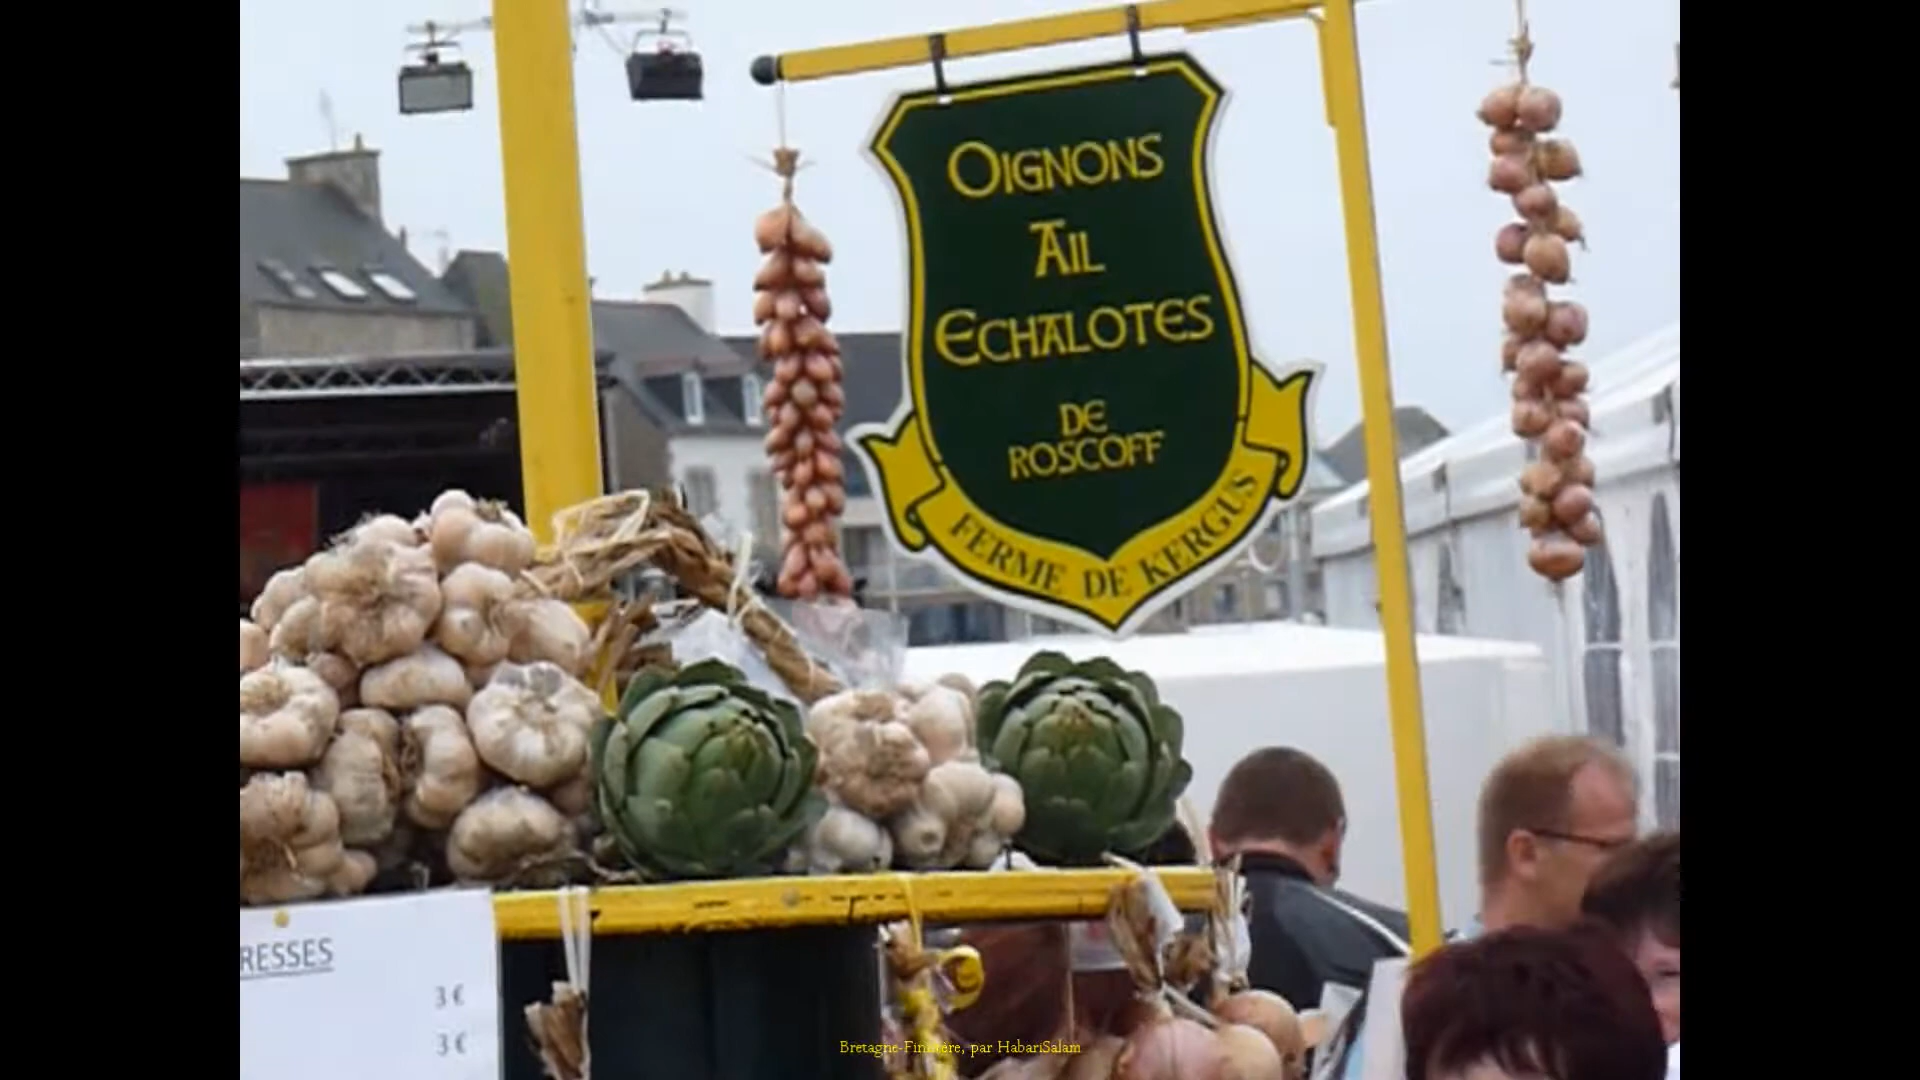 OIGNONS
AIL
ECHALOTES
DE
ROSCOFF
FERME DE KERGUS
RESSES
3 €
3 €
Bretagne-Finistère, par HabariSalam